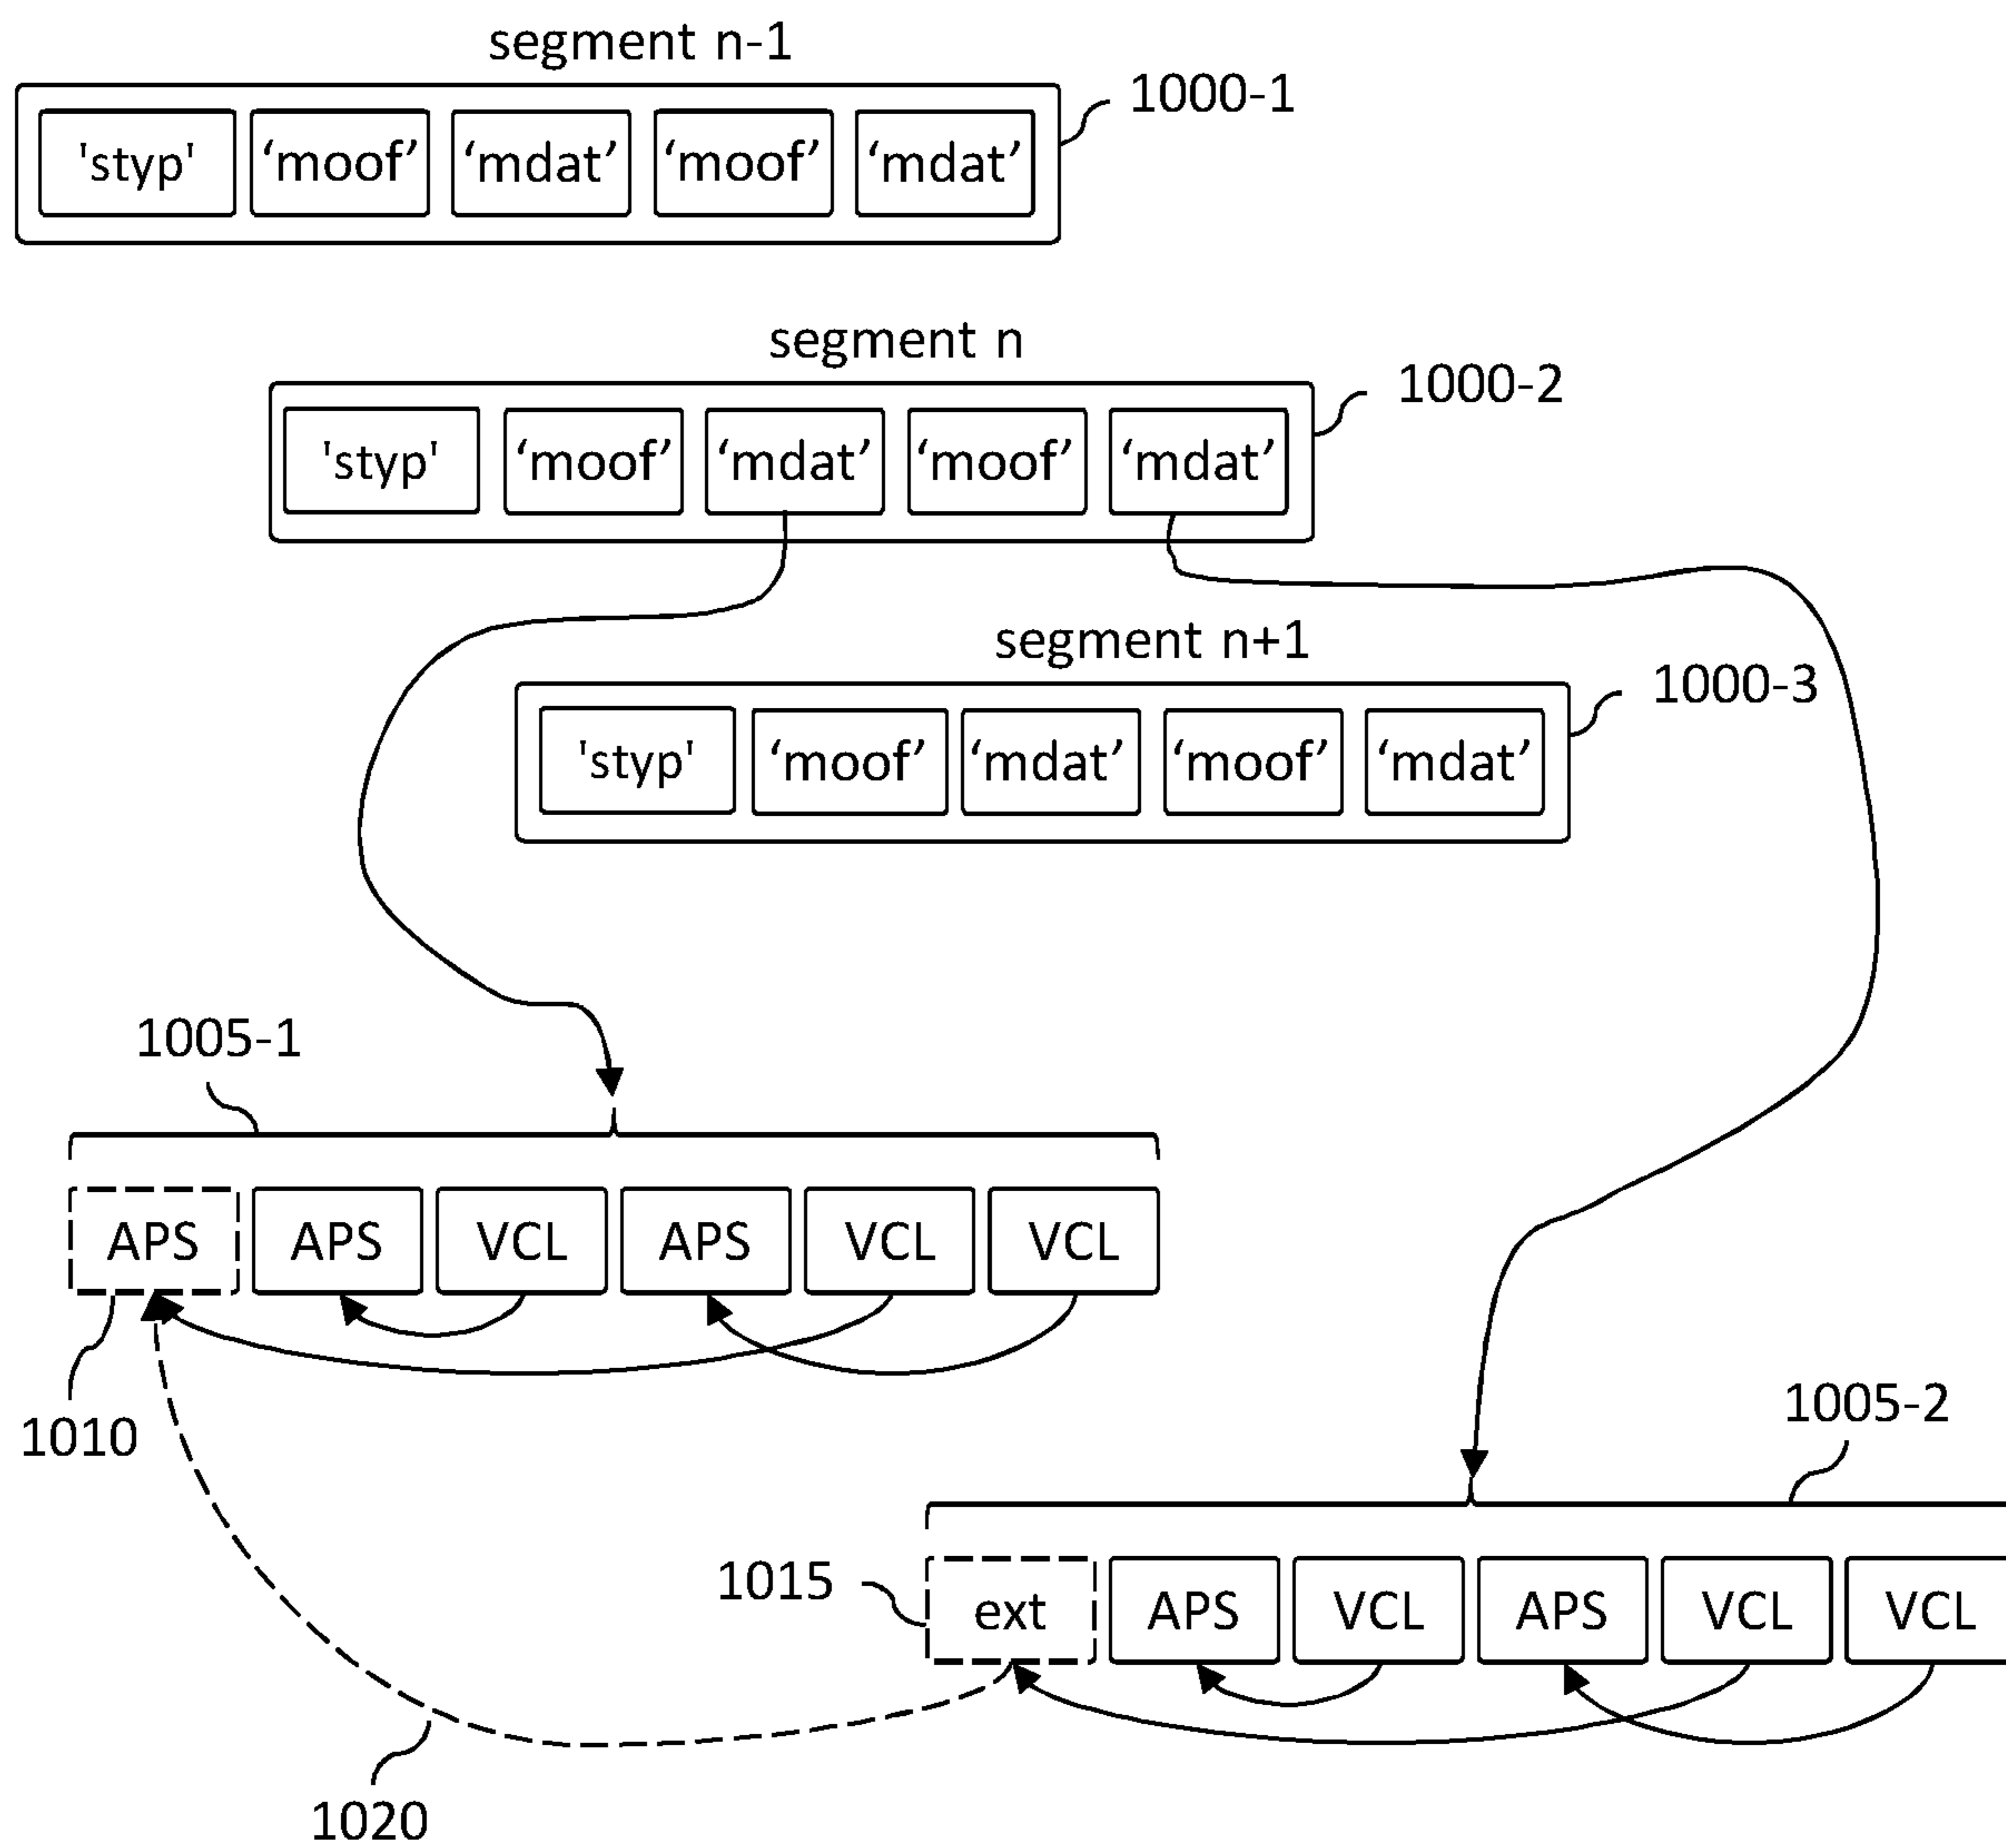 segment n-1
1000-1
'styp' ‘moof’ ‘mdat’ ‘moof’ ‘mdat’
segment n
1000-2
'styp' ‘moof’ ‘mdat’ ‘moof’ ‘mdat’
segment n+1
1000-3
'styp' ‘moof’ ‘mdat’ ‘moof’ ‘mdat’
1005-1
APS APS VCL APS VCL VCL
1010
1005-2
1015
ext APS VCL APS VCL VCL
1020